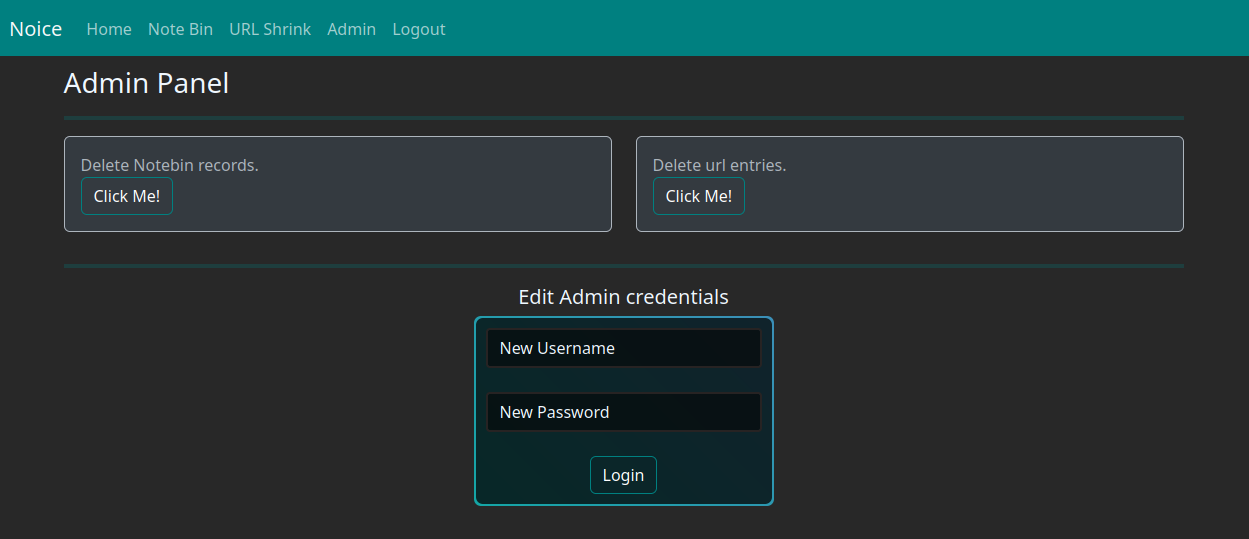 Noice Home Note Bin URL Shrink Admin Logout
Admin Panel
Delete Notebin records.
Click Me!
Delete url entries.
Click Me!
Edit Admin credentials
New Username
New Password
Login